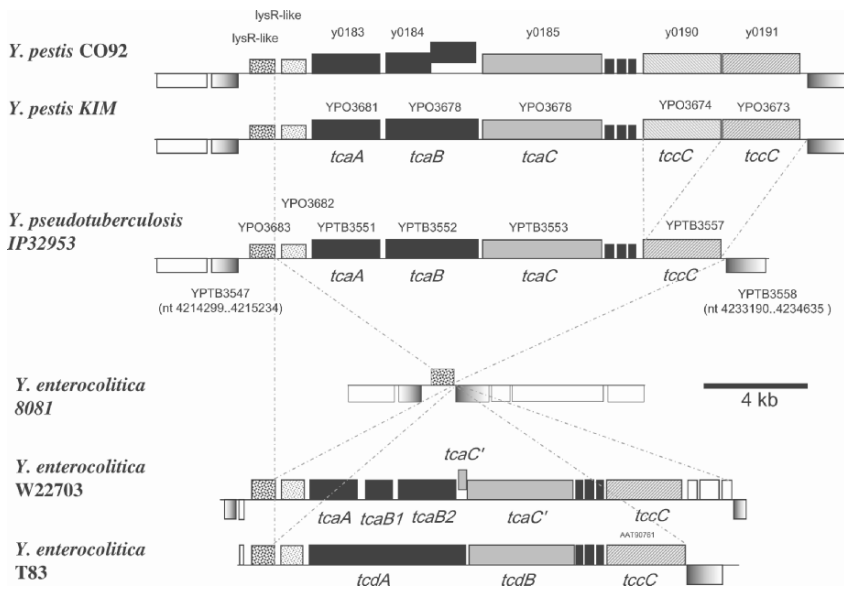 lysR-like
lysR-like y0183 y0184 y0185 y0190 y0191
Y. pestis CO92
Y. pestis KIM
YPO3681 YPO3678 YPO3678 YPO3674 YPO3673
tcaA tcaB tcaC tccC tccC
YPO3682
Y. pseudotuberculosis
IP32953
YPO3683 YPTB3551 YPTB3552 YPTB3553 YPTB3557
tcaA tcaB tcaC tccC
YPTB3547
(nt 4214299..4215234)
YPTB3558
(nt 4233190..4234635 )
Y. enterocolitica
8081
4 kb
tcaC'
Y. enterocolitica
W22703
tcaA tcaB1 tcaB2 tcaC' tccC
AAT90761
Y. enterocolitica
T83
tcdA tcdB tccC